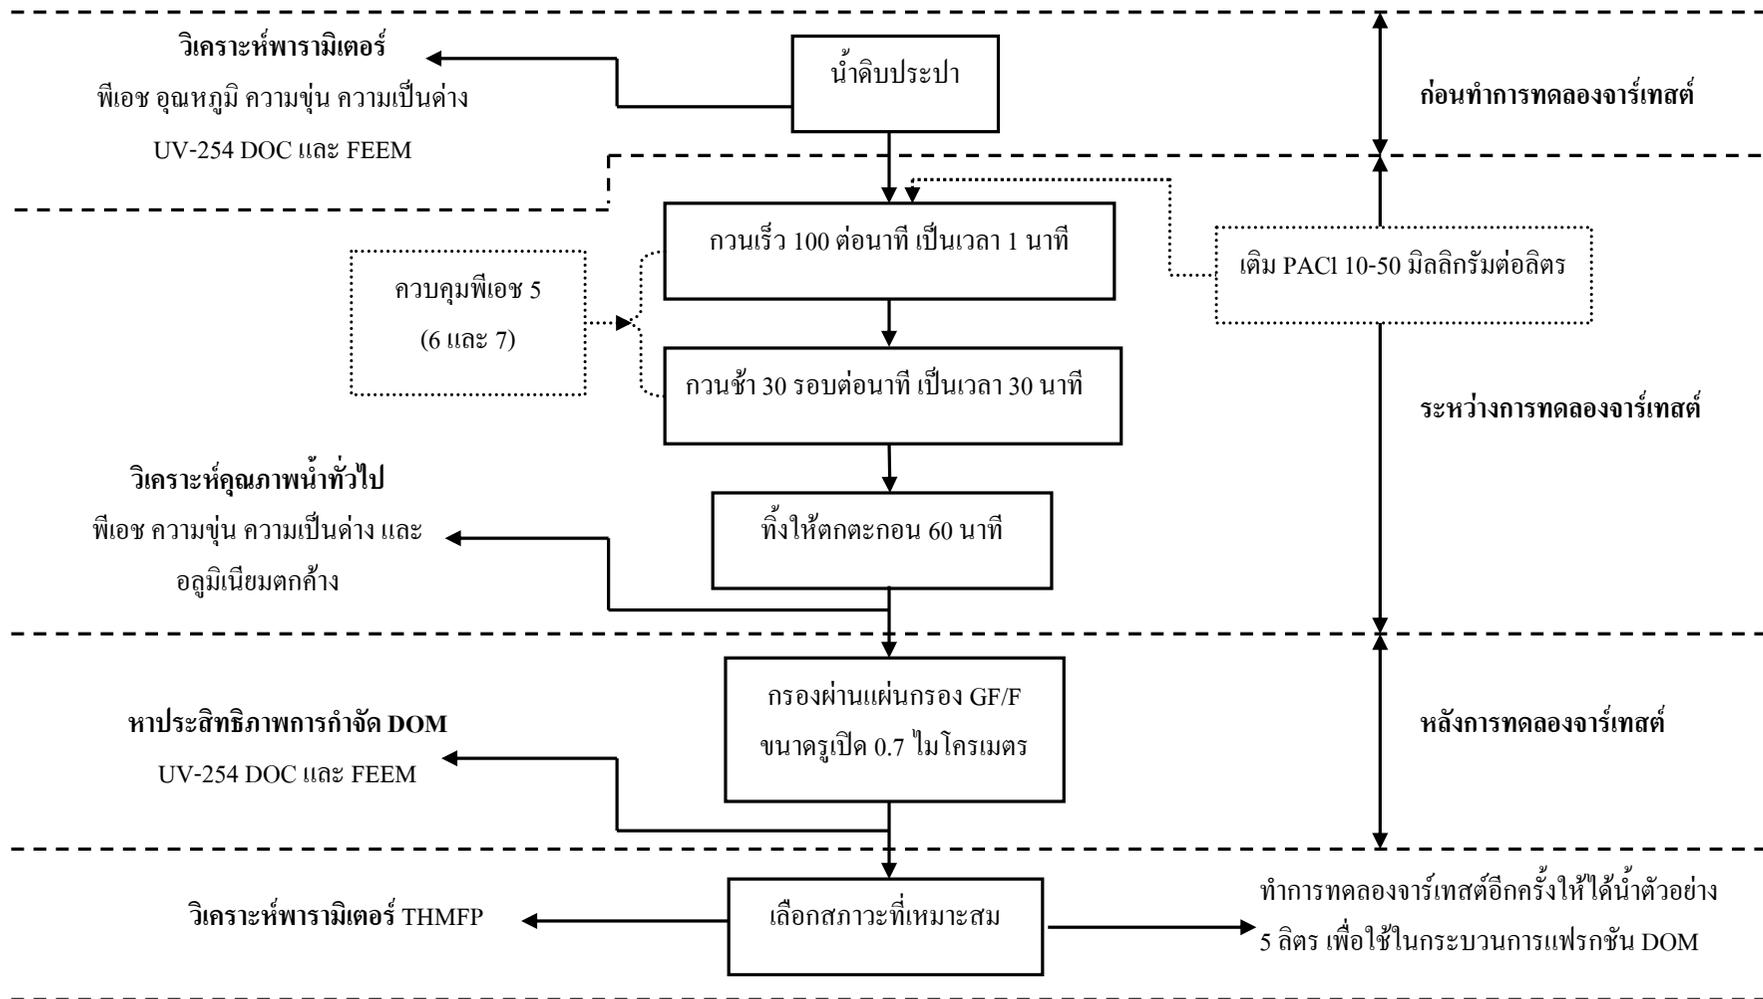 วิเคราะห์พารามิเตอร์
พีเอช อุณหภูมิ ความขุ่น ความเป็นด่าง
UV-254 DOC และ FEEM
น้ำดิบประปา
ก่อนทำการทดลองจาร์เทสต์
กวนเร็ว 100 ต่อนาที เป็นเวลา 1 นาที
เติม PACl 10-50 มิลลิกรัมต่อลิตร
ควบคุมพีเอช 5
(6 และ 7)
กวนช้า 30 รอบต่อนาที เป็นเวลา 30 นาที
ระหว่างการทดลองจาร์เทสต์
วิเคราะห์คุณภาพน้ำทั่วไป
พีเอช ความขุ่น ความเป็นด่าง และ
อลูมิเนียมตกค้าง
ทิ้งให้ตกตะกอน 60 นาที
กรองผ่านแผ่นกรอง GF/F
ขนาดรูเปิด 0.7 ไมโครเมตร
หาประสิทธิภาพการกำจัด DOM
UV-254 DOC และ FEEM
หลังการทดลองจาร์เทสต์
วิเคราะห์พารามิเตอร์ THMFP
เลือกสภาวะที่เหมาะสม
ทำการทดลองจาร์เทสต์อีกครั้งให้ได้น้ำตัวอย่าง
5 ลิตร เพื่อใช้ในกระบวนการแฟรกชัน DOM